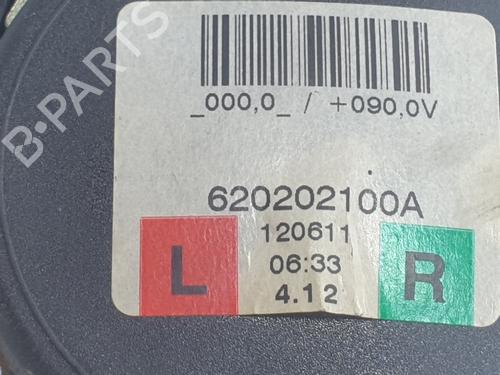 _000,0_ / +090,0V
620202100A
120611
06:33
4.12
L
R
B-PARTS